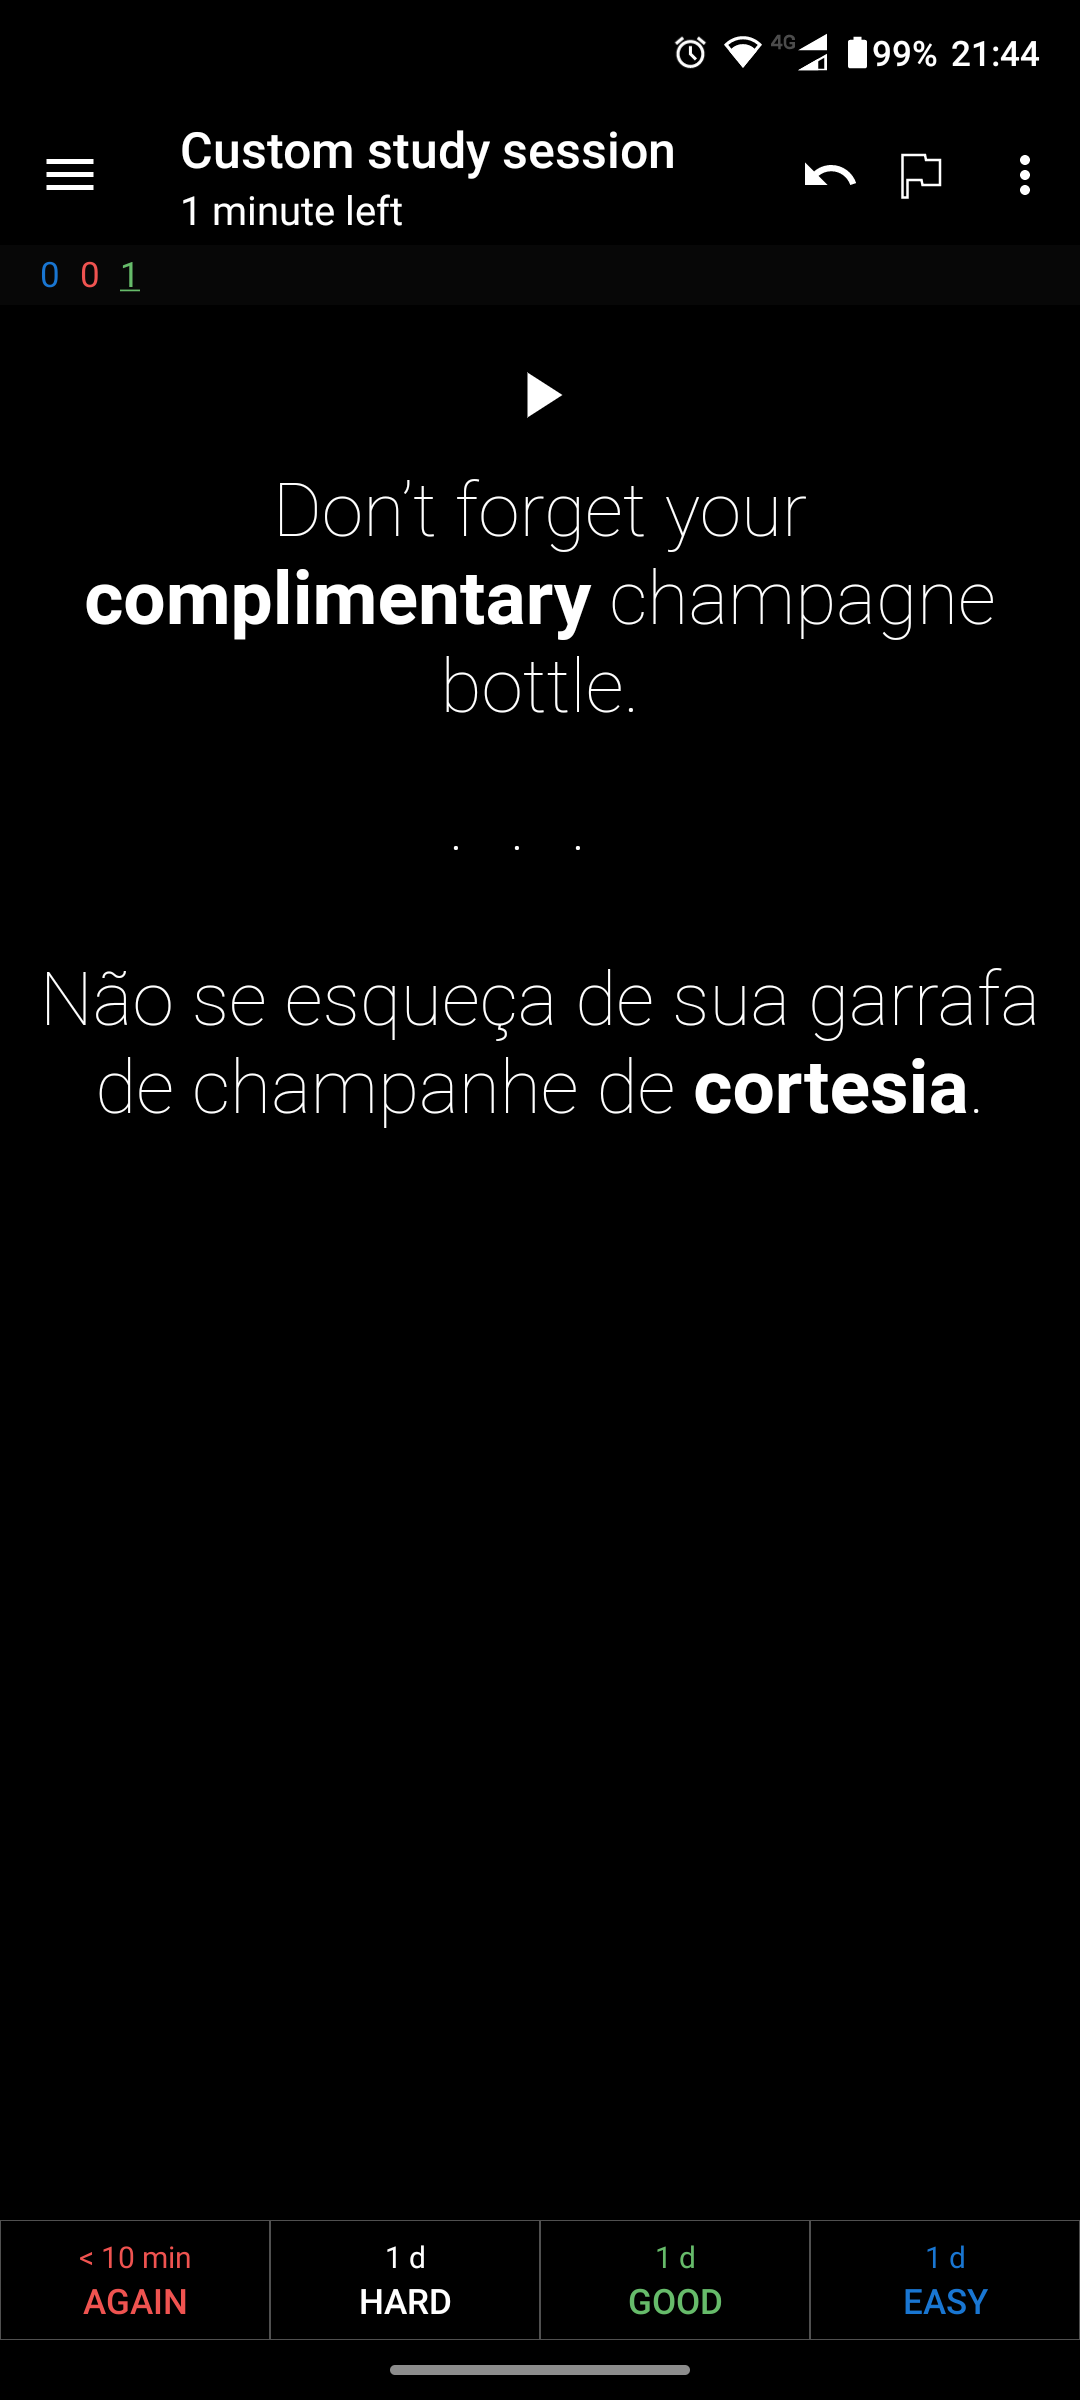 4G 99% 21:44
Custom study session
1 minute left
0 0 1
Don’t forget your
complimentary champagne
bottle.
. . .
Não se esqueça de sua garrafa
de champanhe de cortesia.
< 10 min 1 d 1 d 1 d
AGAIN HARD GOOD EASY